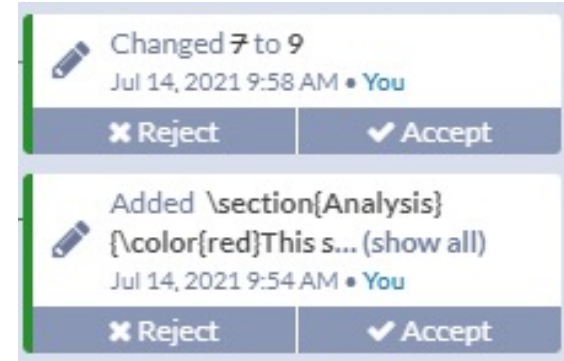 Changed 7 to 9
Jul 14, 2021 9:58 AM • You
Reject Accept
Added \section{Analysis}
{\color{red}This s... (show all)
Jul 14, 2021 9:54 AM • You
Reject Accept